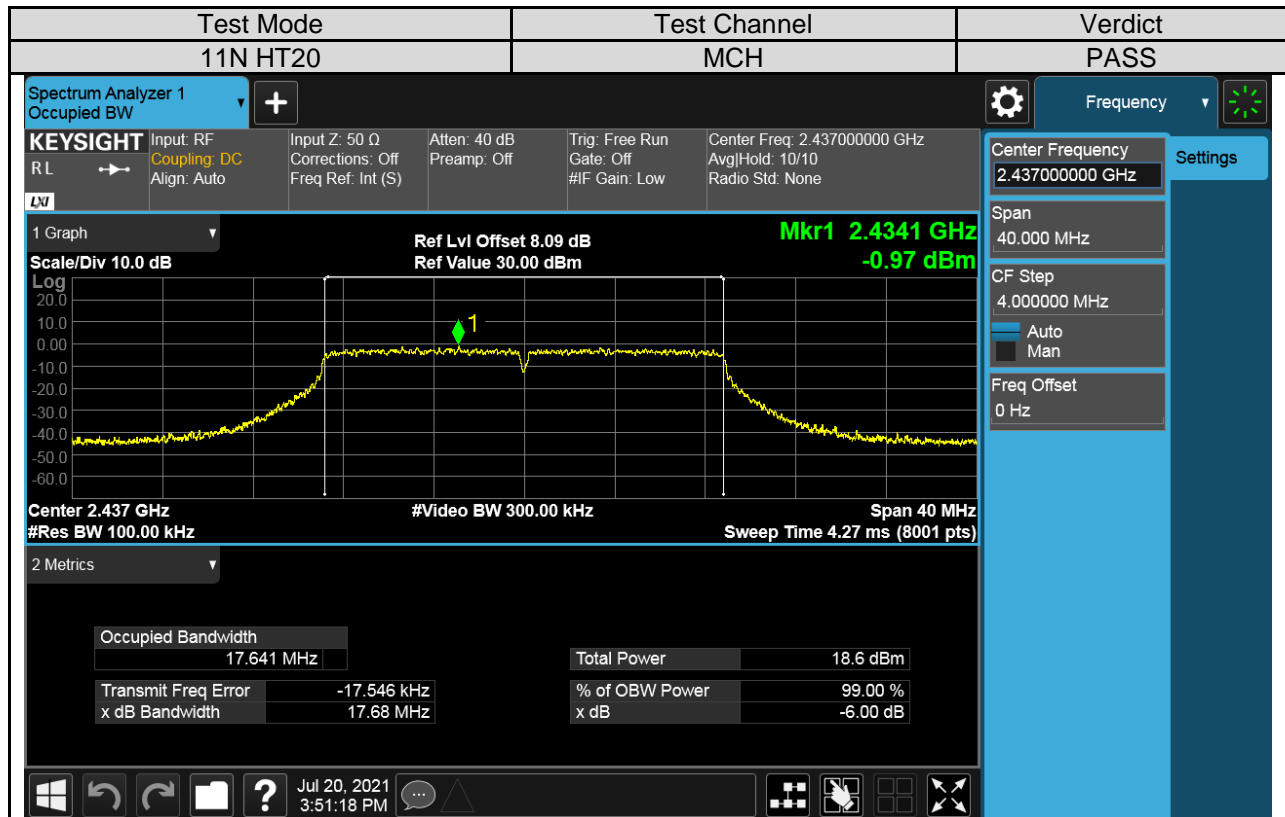 Test Mode Test Channel Verdict
11N HT20 MCH PASS
Spectrum Analyzer 1
Occupied BW
Frequency
KEYSIGHT
R L
LXI
Input: RF
Coupling: DC
Align: Auto
Input Z: 50 Ω
Corrections: Off
Freq Ref: Int (S)
Atten: 40 dB
Preamp: Off
Trig: Free Run
Gate: Off
#IF Gain: Low
Center Freq: 2.437000000 GHz
Avg|Hold: 10/10
Radio Std: None
Center Frequency
2.437000000 GHz
Settings
Span
40.000 MHz
CF Step
4.000000 MHz
Auto
Man
Freq Offset
0 Hz
1 Graph
Scale/Div 10.0 dB
Ref Lvl Offset 8.09 dB
Ref Value 30.00 dBm
Mkr1 2.4341 GHz
-0.97 dBm
Log
20.0
10.0
0.00
-10.0
-20.0
-30.0
-40.0
-50.0
-60.0
1
Center 2.437 GHz
#Res BW 100.00 kHz
#Video BW 300.00 kHz
Span 40 MHz
Sweep Time 4.27 ms (8001 pts)
2 Metrics
Occupied Bandwidth
17.641 MHz
Transmit Freq Error -17.546 kHz
x dB Bandwidth 17.68 MHz
Total Power 18.6 dBm
% of OBW Power 99.00 %
x dB -6.00 dB
?
Jul 20, 2021
3:51:18 PM